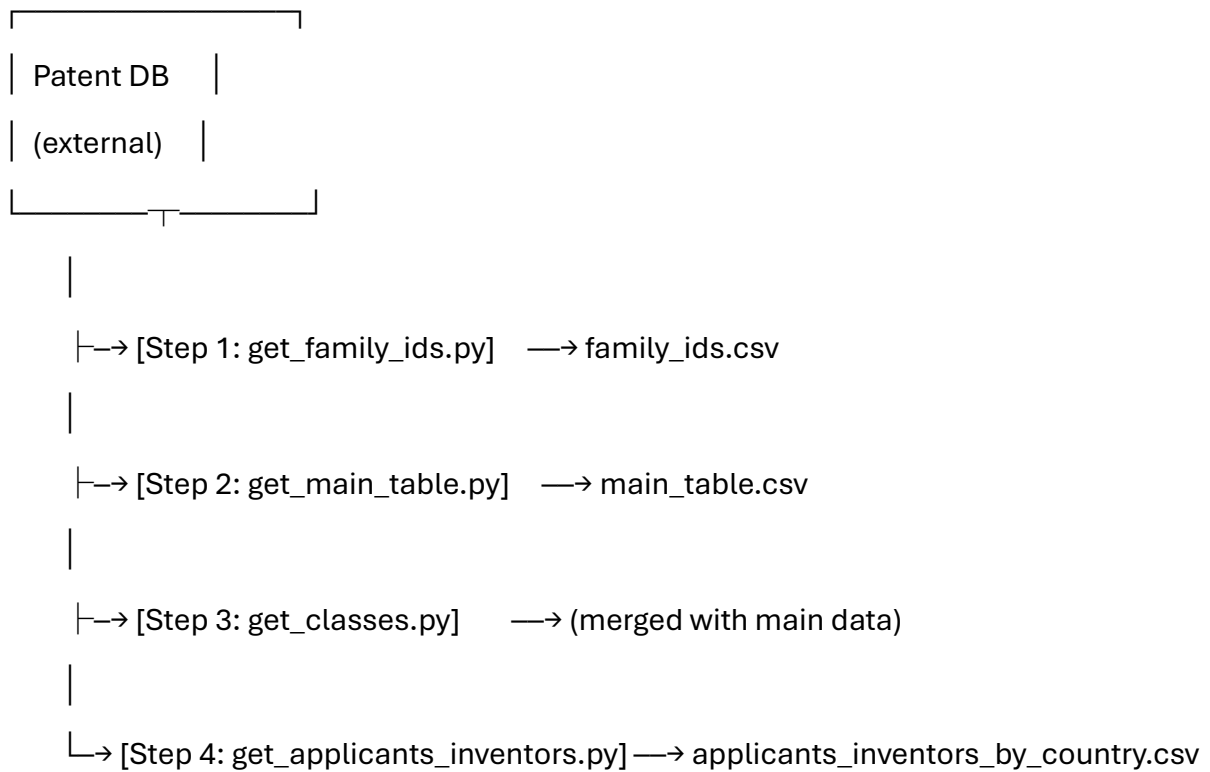 Patent DB
(external)
├─→ [Step 1: get_family_ids.py] ──→ family_ids.csv
├─→ [Step 2: get_main_table.py] ──→ main_table.csv
├─→ [Step 3: get_classes.py] ──→ (merged with main data)
└─→ [Step 4: get_applicants_inventors.py] ──→ applicants_inventors_by_country.csv